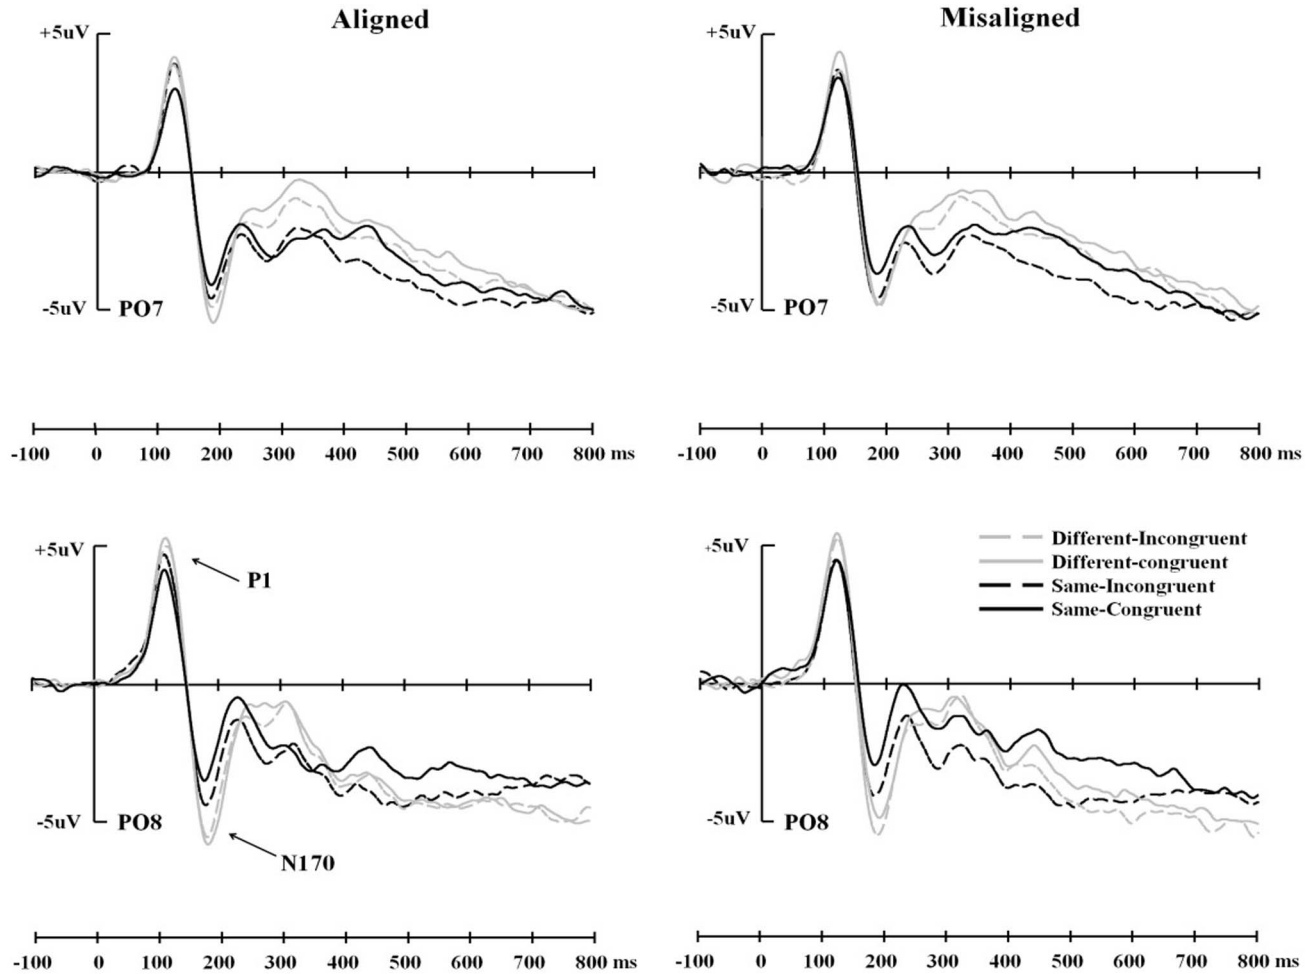 Aligned
Misaligned
+5uV
-5uV PO7
-100 0 100 200 300 400 500 600 700 800 ms
+5uV
-5uV PO7
-100 0 100 200 300 400 500 600 700 800 ms
+5uV
P1
-5uV PO8
N170
-100 0 100 200 300 400 500 600 700 800 ms
+5uV
Different-Incongruent
Different-congruent
Same-Incongruent
Same-Congruent
-5uV PO8
-100 0 100 200 300 400 500 600 700 800 ms